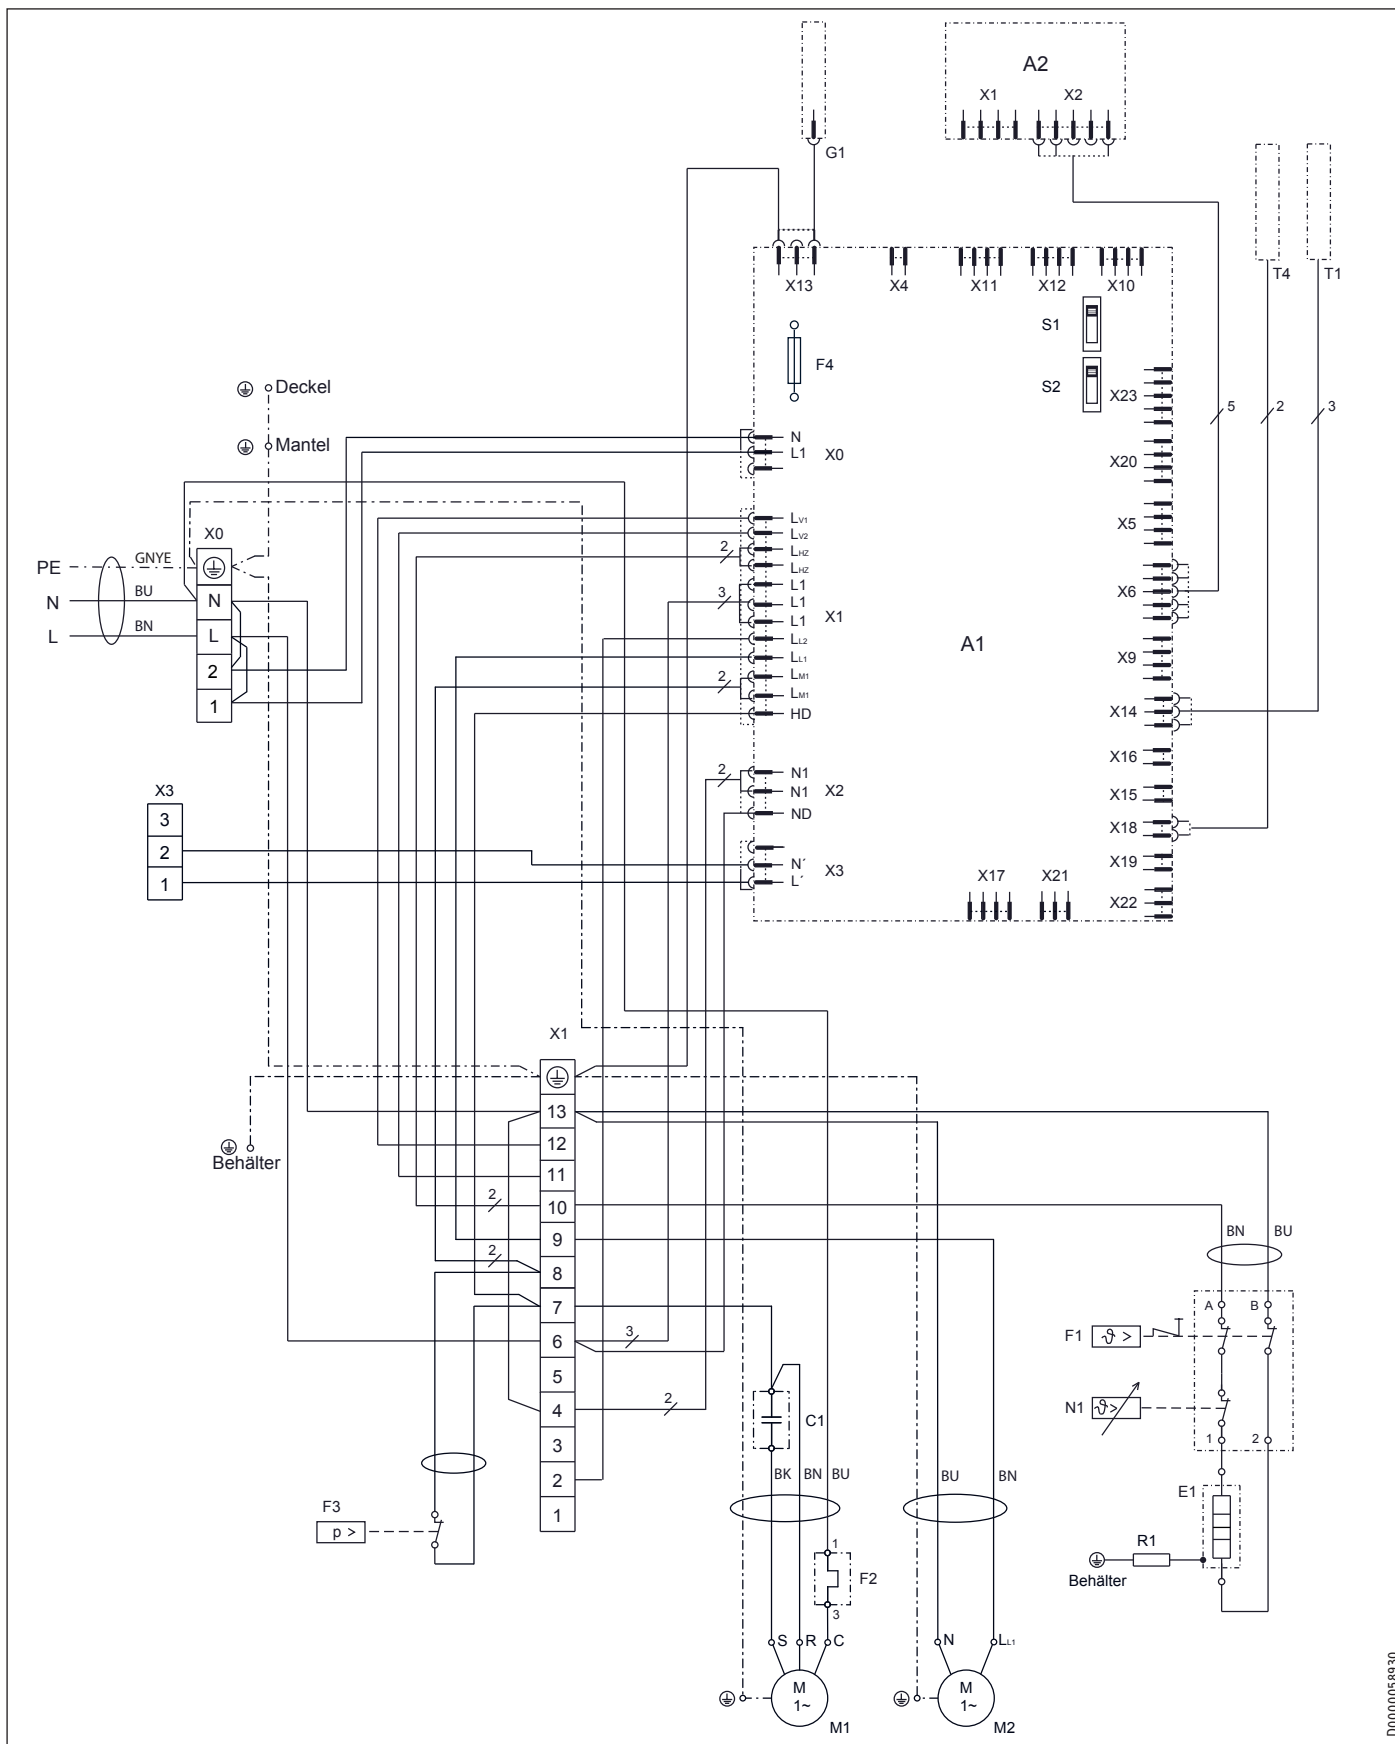 A2
X1 X2
G1
T4 T1
X13 X4 X11 X12 X10
S1
F4
S2
X23
5 2 3
Deckel
Mantel
N
L1
X0
X20
X5
X0
PE GNYE
N BU N
L BN L
2
1
LV1
LV2
2 LHZ
LHZ
L1
3 L1
L1
LL2
LL1
2 LM1
LM1
HD
X1
A1
X6
X9
X14
X16
X15
X18
X19
X22
2 N1
N1
ND
X2
X3
3
2
1
N´
L´
X3
X17 X21
X1
13
12
11
2 10
9
2 8
7
6 3
5
4 2
3
2
1
Behälter
BN BU
A B
F1 ϑ >
N1 ϑ>
1 2
C1
BK BN BU
BU BN
F3
p >
E1
R1
Behälter
1
F2
3
S R C
N LL1
M
1~
M1
M
1~
M2
D0000058930